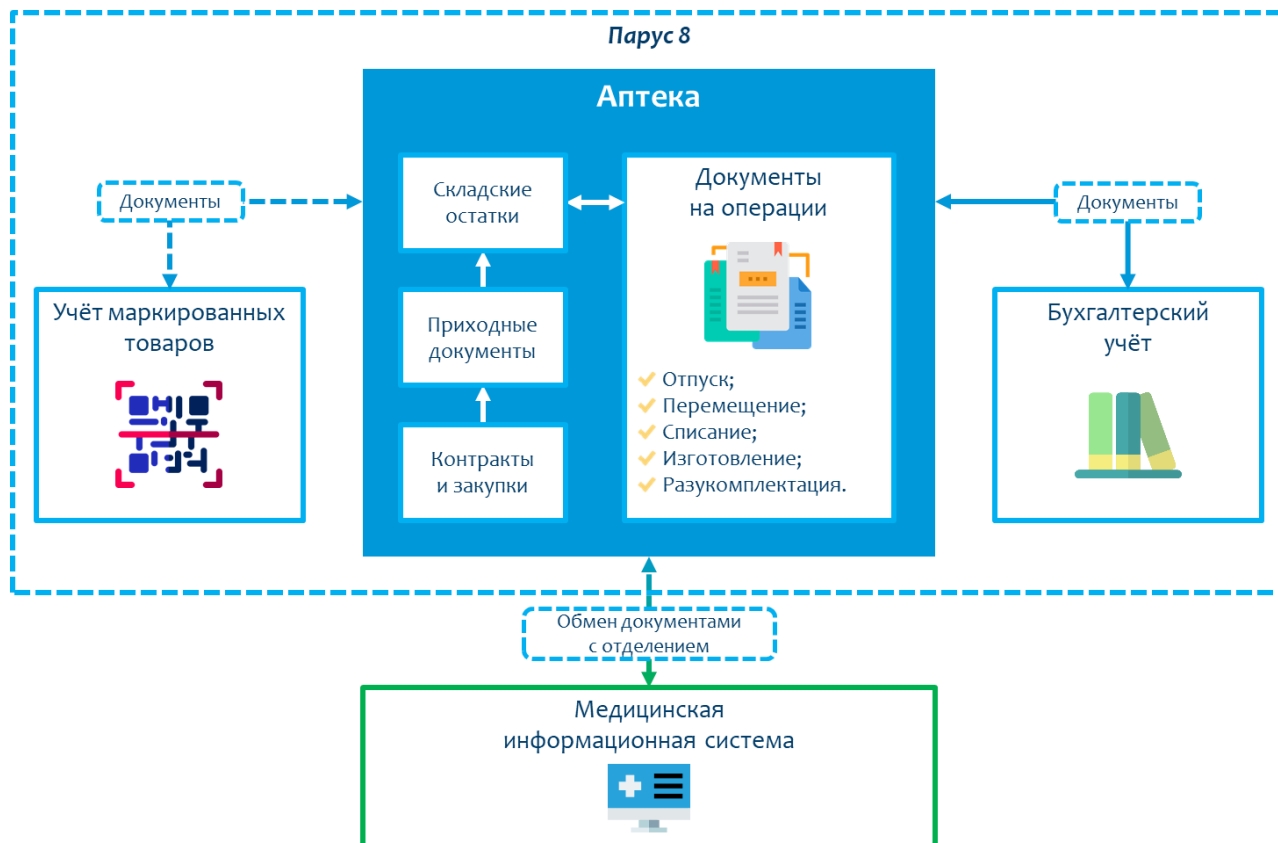 Парус 8
Аптека
Документы
Складские
остатки
Документы
на операции
Документы
Учёт маркированных
товаров
Приходные
документы
Контракты
и закупки
Отпуск;
Перемещение;
Списание;
Изготовление;
Разукомплектация.
Бухгалтерский
учёт
Обмен документами
с отделением
Медицинская
информационная система